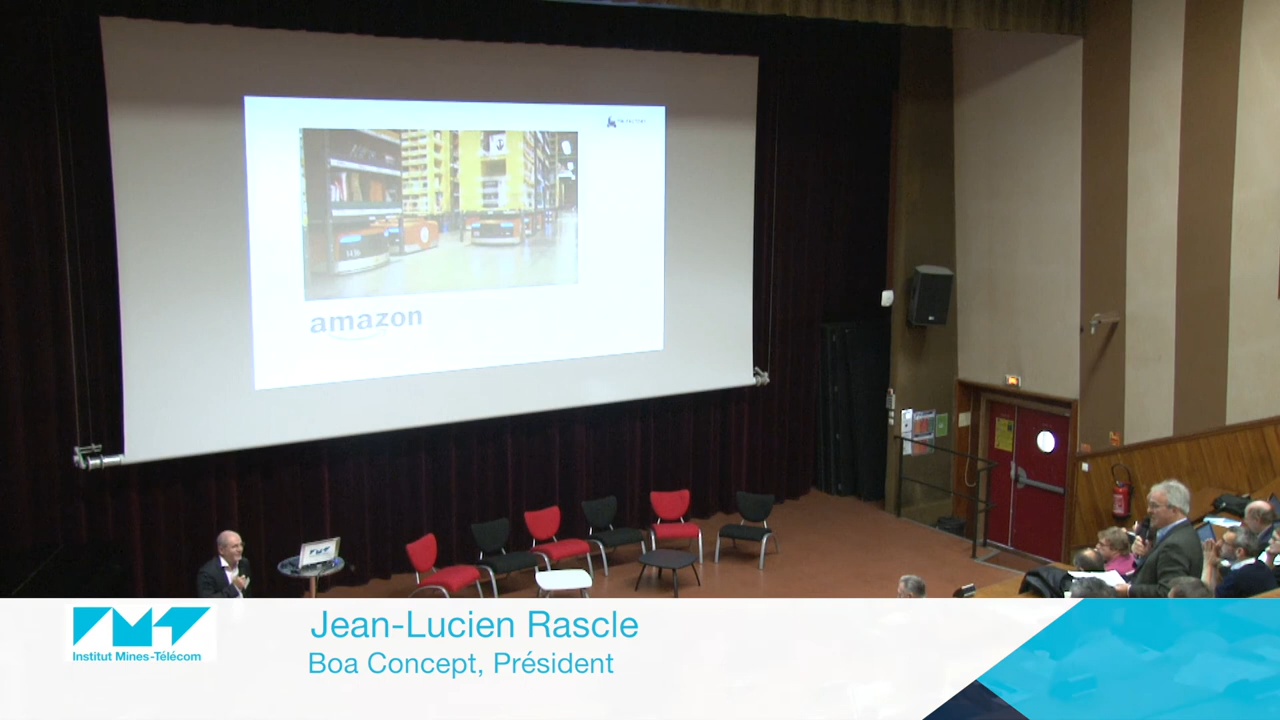 amazon
Institut Mines-Télécom
Jean-Lucien Rascle
Boa Concept, Président